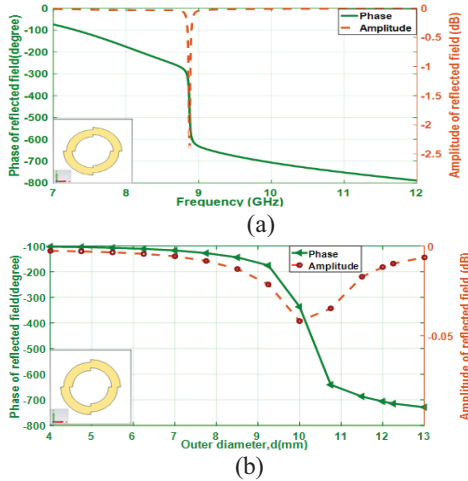 0
-100
-200
-300
-400
-500
-600
-700
-800
Phase of reflected field(degree)
0
-0.5
-1
-1.5
-2
-2.5
Amplitude of reflected field (dB)
Phase
Amplitude
7 8 9 10 11 12
Frequency (GHz)
(a)
-100
-200
-300
-400
-500
-600
-700
-800
Phase of reflected field(degree)
0
-0.05
Amplitude of reflected field (dB)
Phase
Amplitude
4 5 6 7 8 9 10 11 12 13
Outer diameter,d(mm)
(b)